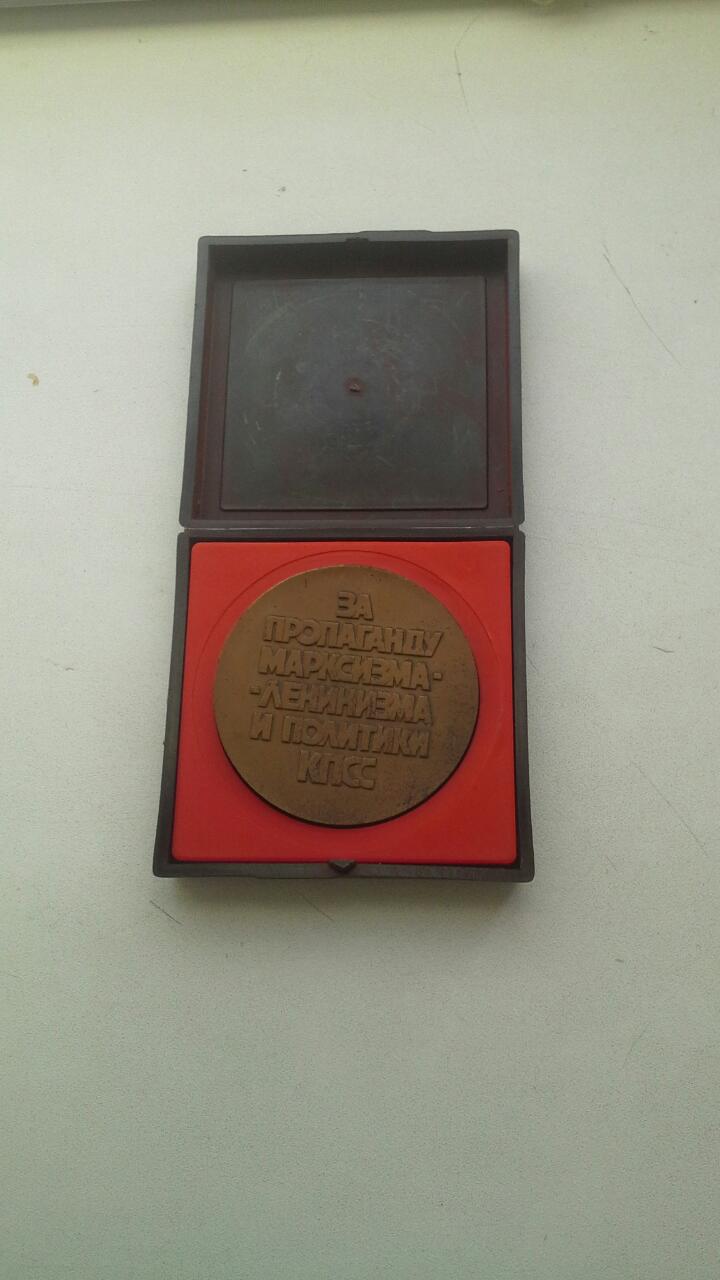 ЗА
ПРОПАГАНДУ
МАРКСИЗМА-
-ЛЕНИНИЗМА
И ПОЛИТИКИ
КПСС